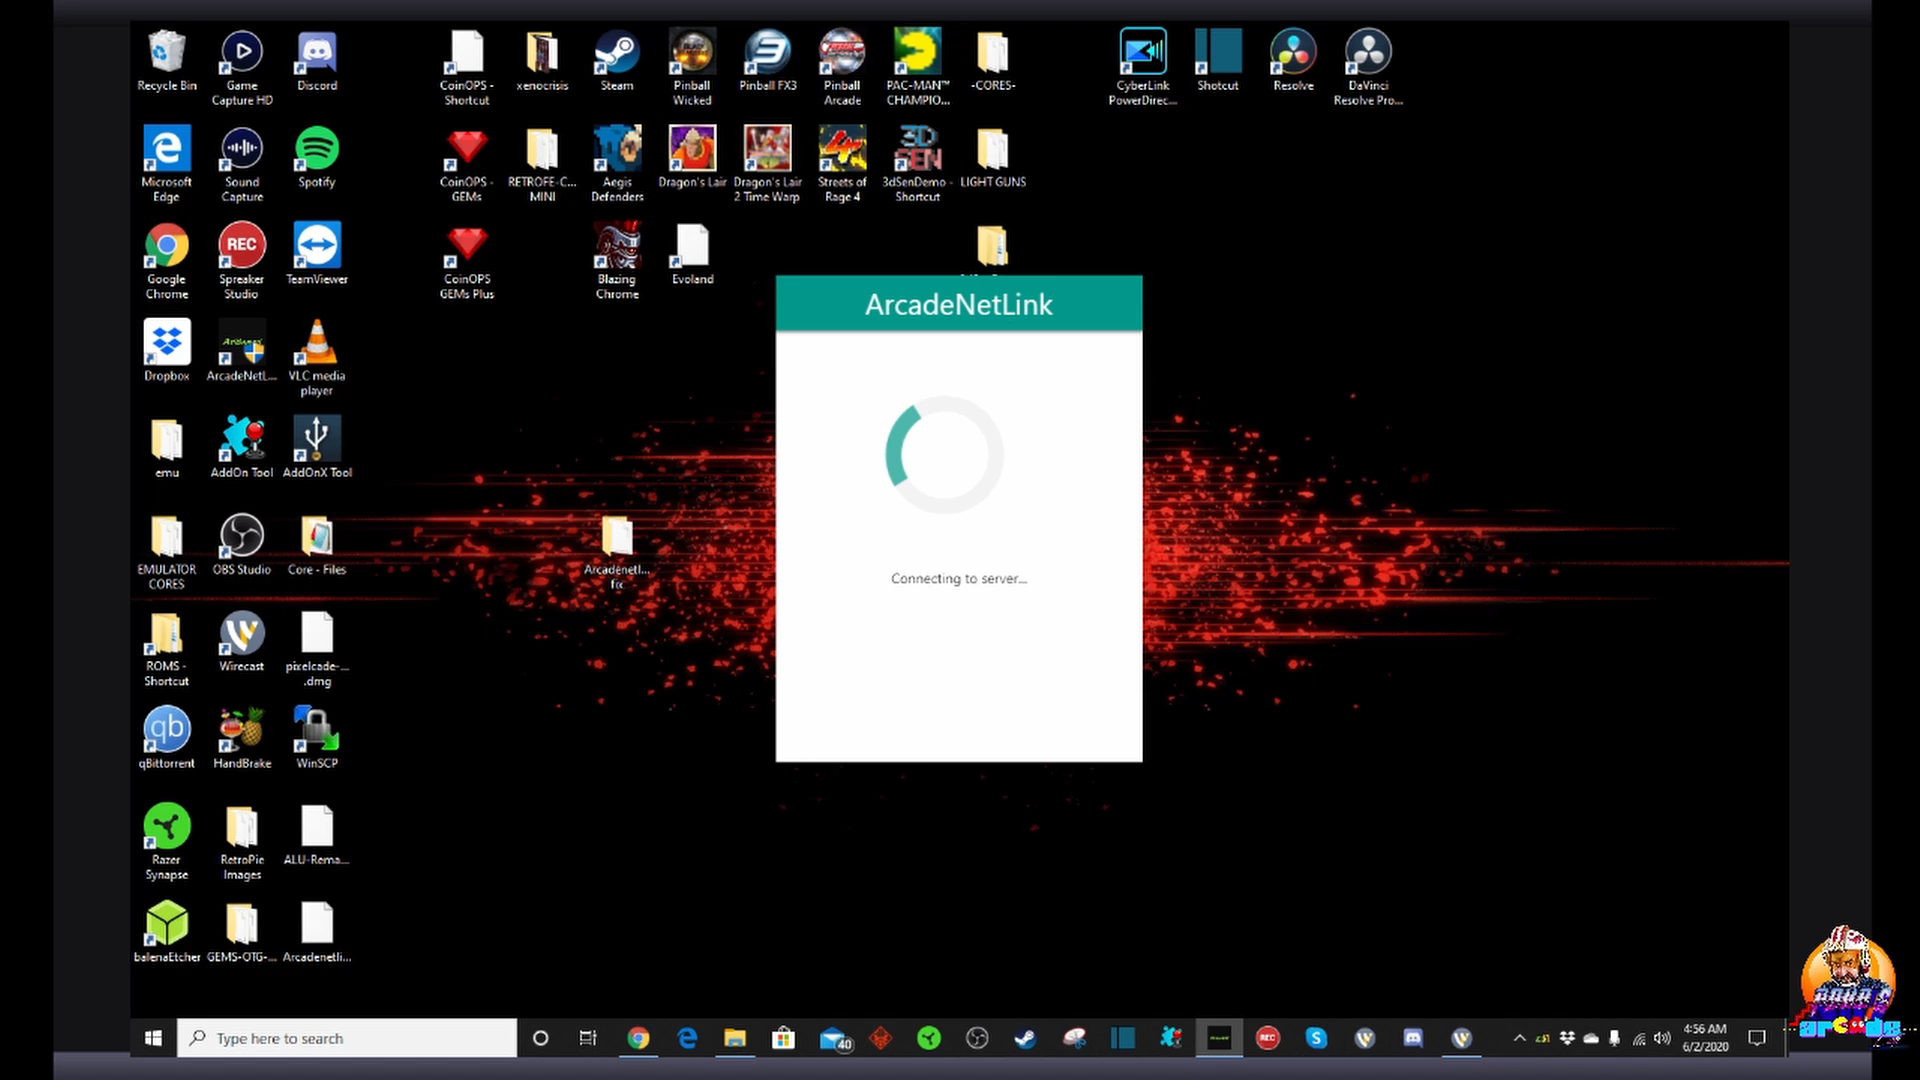 Recycle Bin
Game
Capture HD
Discord
CoinOPS -
Shortcut
xenocrisis
Steam
Pinball
Wicked
Pinball FX3
Pinball
Arcade
PAC-MAN™
CHAMPIO...
-CORES-
CyberLink
PowerDirec...
Shotcut
Resolve
DaVinci
Resolve Pro...
Microsoft
Edge
Sound
Capture
Spotify
CoinOPS -
GEMs
RETROFE-C...
MINI
Aegis
Defenders
Dragon's Lair
Dragon's Lair
2 Time Warp
Streets of
Rage 4
3dSenDemo -
Shortcut
LIGHT GUNS
3D
SEN
Google
Chrome
REC
Spreaker
Studio
TeamViewer
CoinOPS
GEMs Plus
Blazing
Chrome
Evoland
ArcadeNetLink
Connecting to server...
Dropbox
ArcadeNetL...
VLC media
player
emu
AddOn Tool
AddOnX Tool
EMULATOR
CORES
OBS Studio
Core - Files
Arcadenetl...
fix
ROMS -
Shortcut
Wirecast
pixelcade-...
.dmg
qb
qBittorrent
HandBrake
WinSCP
Razer
Synapse
RetroPie
Images
ALU-Rema...
balenaEtcher
GEMS-OTG-...
Arcadenetli...
Type here to search
40
REC
4:56 AM
6/2/2020
arcade